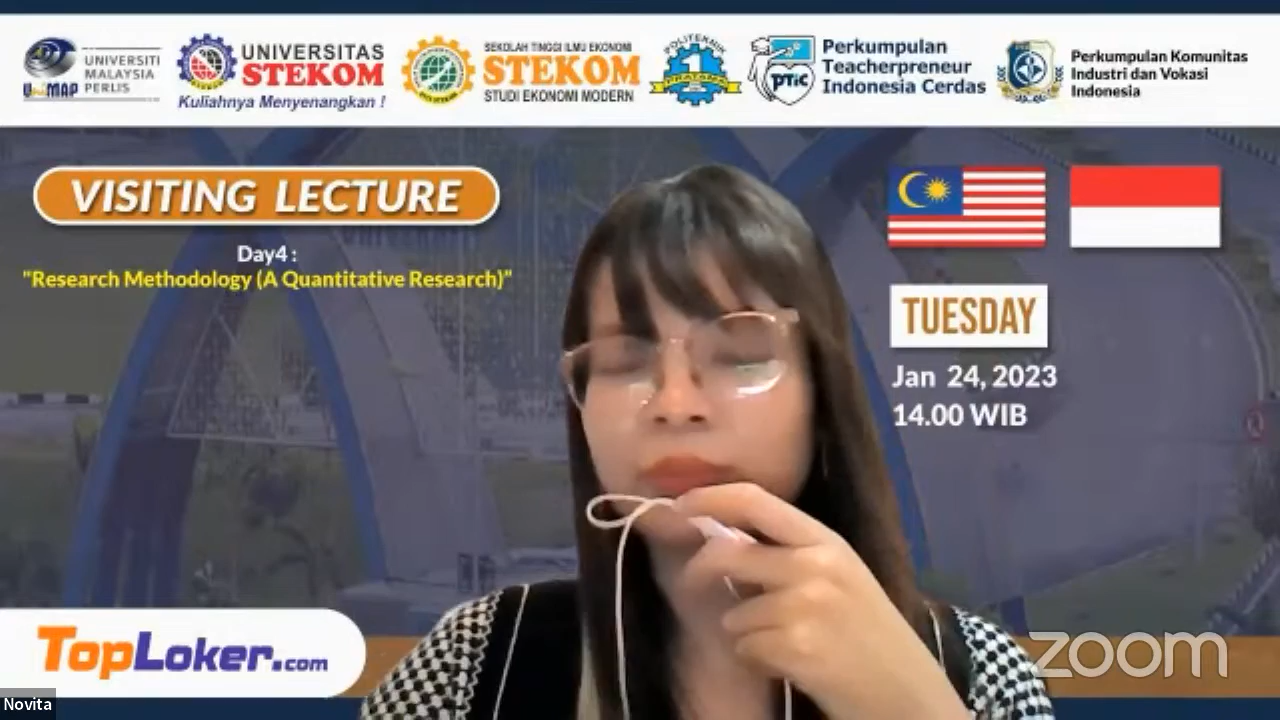 UniMAP
UNIVERSITI
MALAYSIA
PERLIS
UNIVERSITAS
STEKOM
Kuliahnya Menyenangkan !
SEKOLAH TINGGI ILMU EKONOMI
STEKOM
STUDI EKONOMI MODERN
POLITEKNIK
1
PRATAMA
PTIC
Perkumpulan
Teacherpreneur
Indonesia Cerdas
Perkumpulan Komunitas
Industri dan Vokasi
Indonesia
VISITING LECTURE
Day4 :
"Research Methodology (A Quantitative Research)"
TUESDAY
Jan 24, 2023
14.00 WIB
TopLoker.com
zoom
Novita